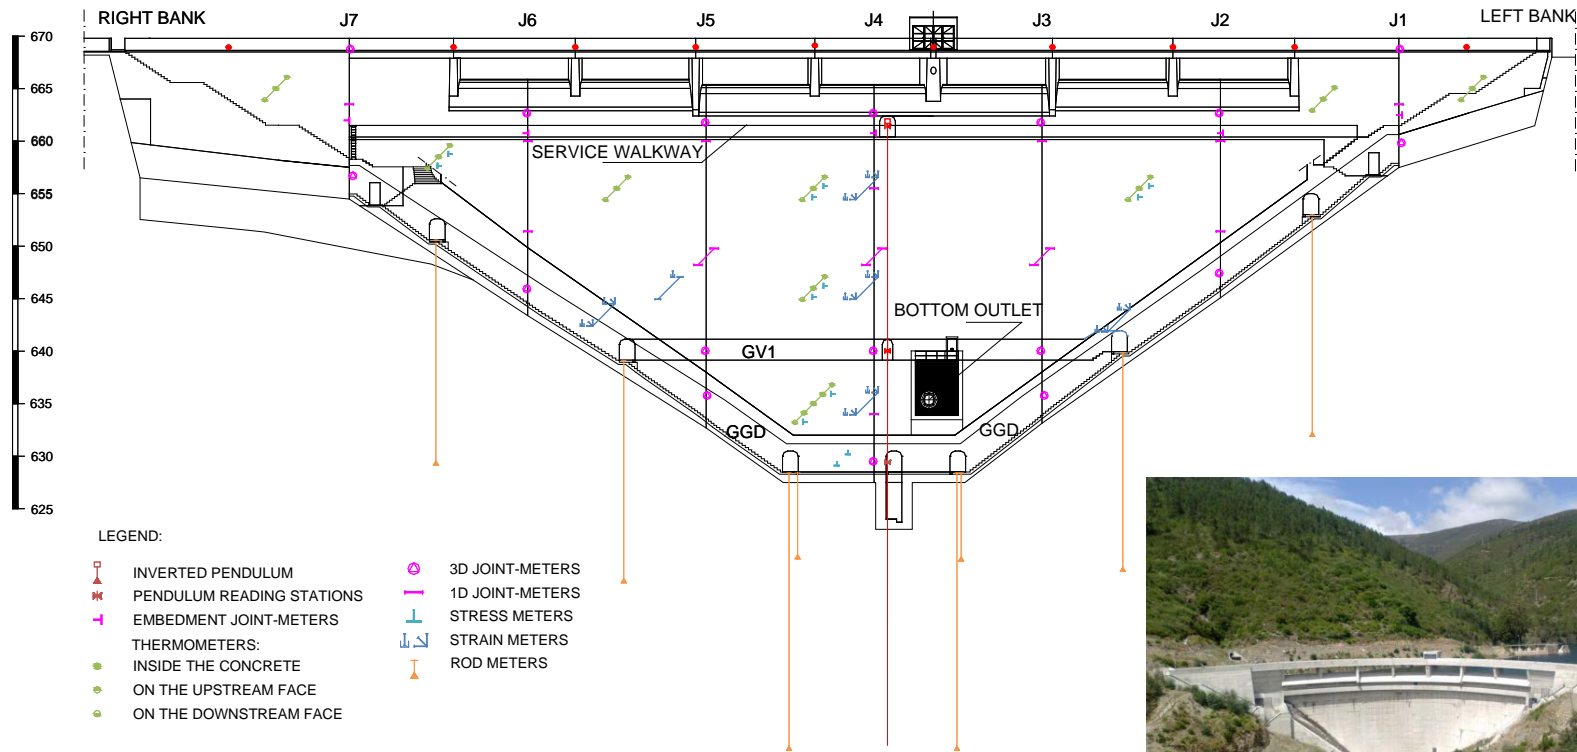 RIGHT BANK
J7
J6
J5
J4
J3
J2
J1
LEFT BANK
670
665
660
655
650
645
640
635
630
625
SERVICE WALKWAY
BOTTOM OUTLET
GV1
GGD
GGD
LEGEND:
INVERTED PENDULUM
PENDULUM READING STATIONS
EMBEDMENT JOINT-METERS
THERMOMETERS:
INSIDE THE CONCRETE
ON THE UPSTREAM FACE
ON THE DOWNSTREAM FACE
3D JOINT-METERS
1D JOINT-METERS
STRESS METERS
STRAIN METERS
ROD METERS